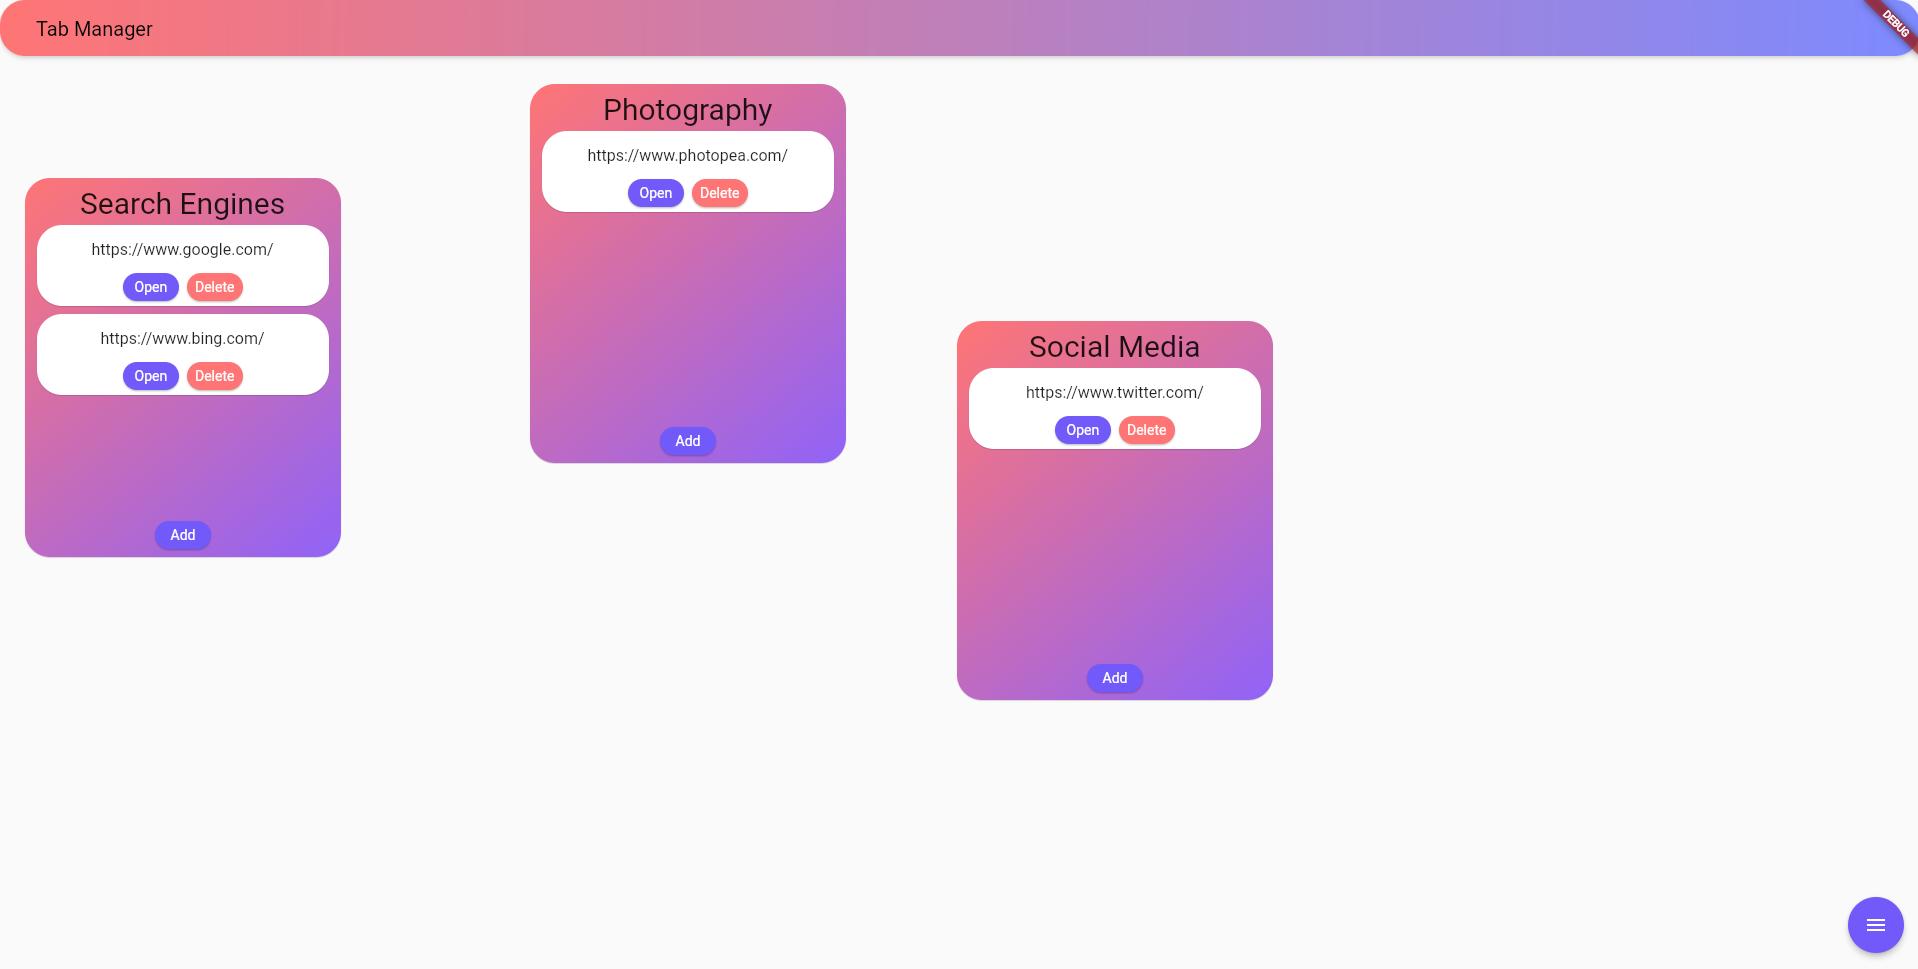 Tab Manager
DEBUG
Search Engines
https://www.google.com/
Open Delete
https://www.bing.com/
Open Delete
Add
Photography
https://www.photopea.com/
Open Delete
Add
Social Media
https://www.twitter.com/
Open Delete
Add